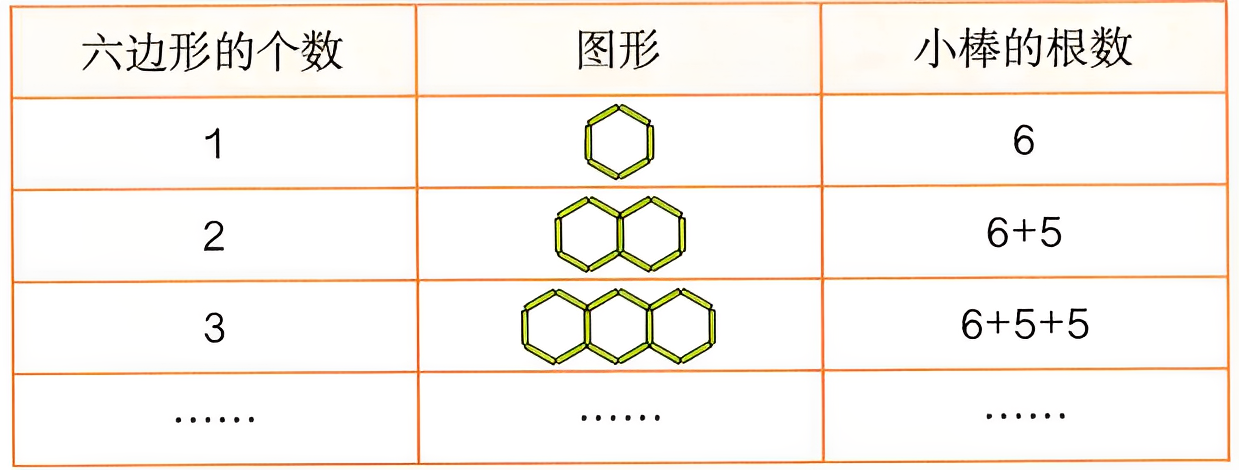 六边形的个数 图形 小棒的根数
1 6
2 6+5
3 6+5+5
…… …… ……